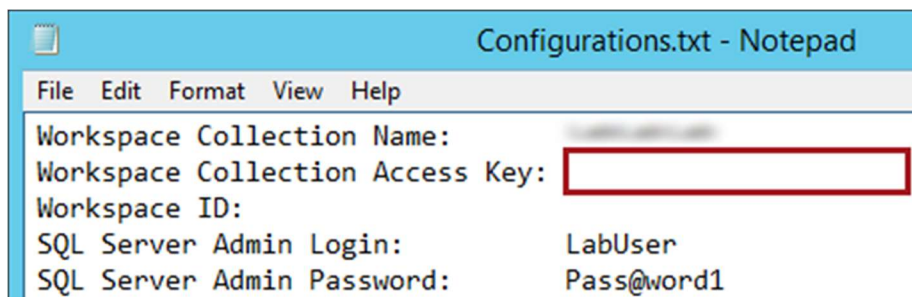 Configurations.txt - Notepad
File Edit Format View Help
Workspace Collection Name:
Workspace Collection Access Key:
Workspace ID:
SQL Server Admin Login: LabUser
SQL Server Admin Password: Pass@word1